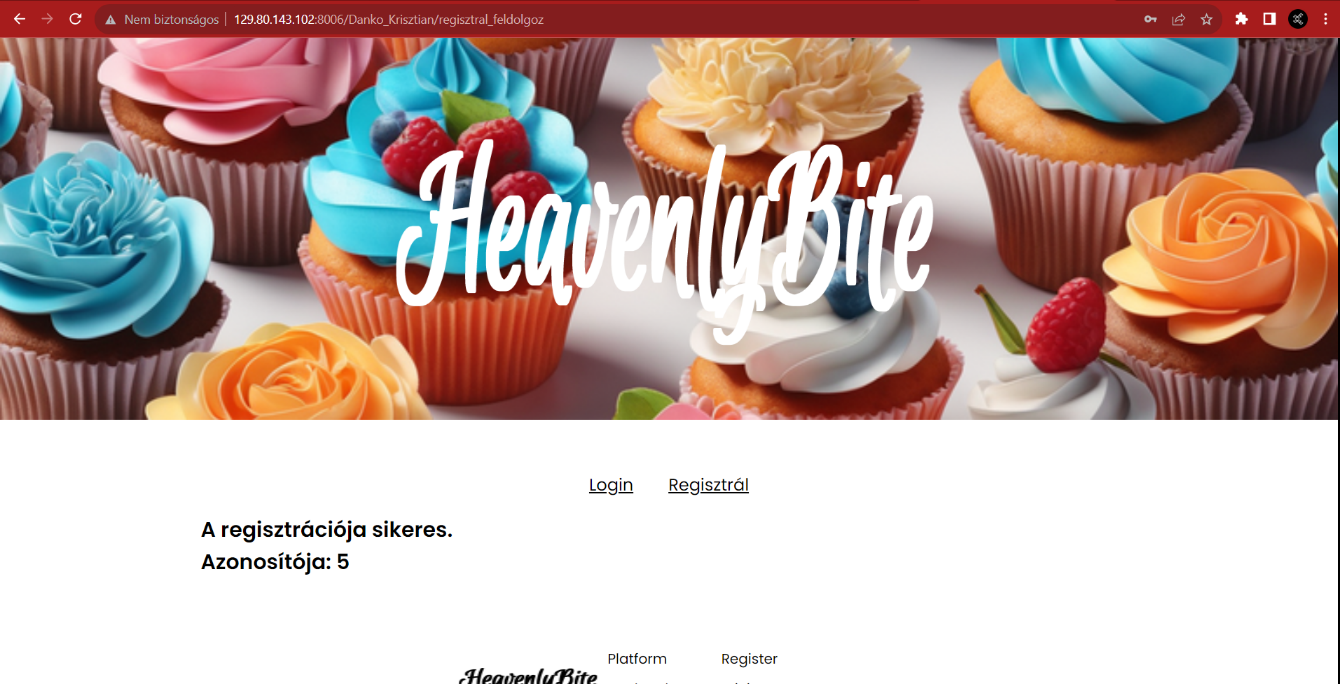 Nem biztonságos
129.80.143.102:8006/Danko_Krisztian/regisztral_feldolgoz
HeavenlyBite
Login Regisztrál
A regisztrációja sikeres.
Azonosítója: 5
Platform Register
HeavenlyBite